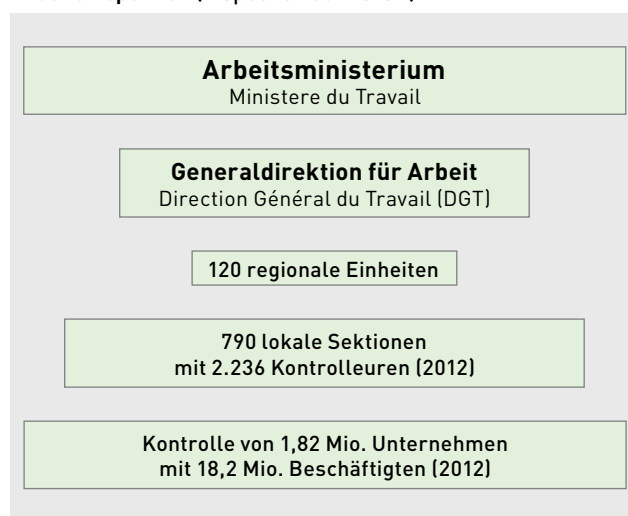 Arbeitsministerium
Ministere du Travail
Generaldirektion für Arbeit
Direction Général du Travail (DGT)
120 regionale Einheiten
790 lokale Sektionen
mit 2.236 Kontrolleuren (2012)
Kontrolle von 1,82 Mio. Unternehmen
mit 18,2 Mio. Beschäftigten (2012)